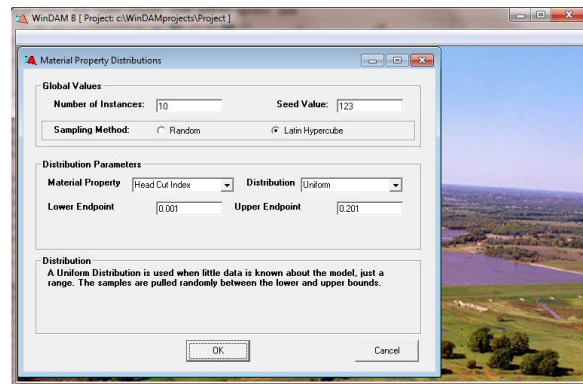 WinDAM B [ Project: c:\WinDAMprojects\Project ]
Material Property Distributions
Global Values
Number of Instances: 10 Seed Value: 123
Sampling Method: Random Latin Hypercube
Distribution Parameters
Material Property Head Cut Index Distribution Uniform
Lower Endpoint 0.001 Upper Endpoint 0.201
Distribution
A Uniform Distribution is used when little data is known about the model, just a
range. The samples are pulled randomly between the lower and upper bounds.
OK Cancel